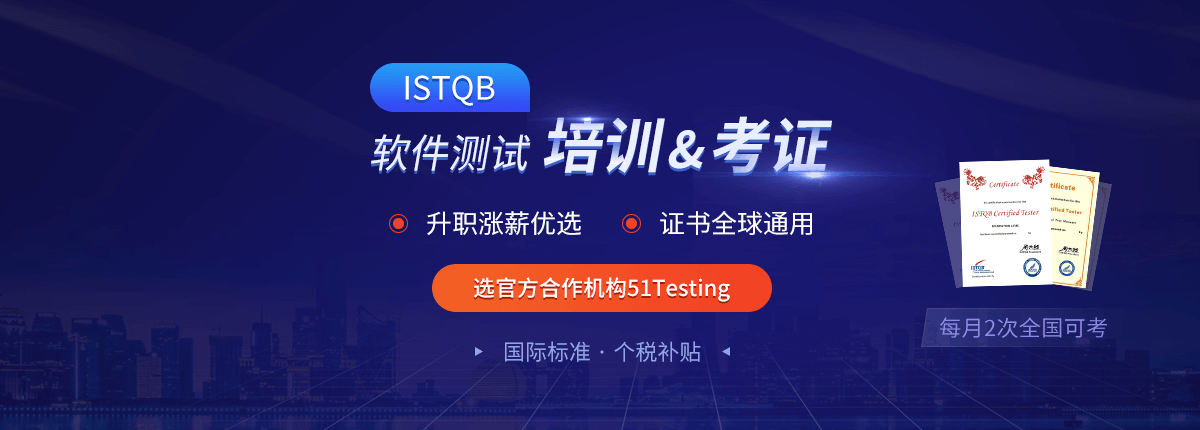 ISTQB
软件测试 培训&考证
升职涨薪优选
证书全球通用
选官方合作机构51Testing
国际标准 · 个税补贴
Certificate
ISTQB Certified Tester
ISTQB
每月2次全国可考